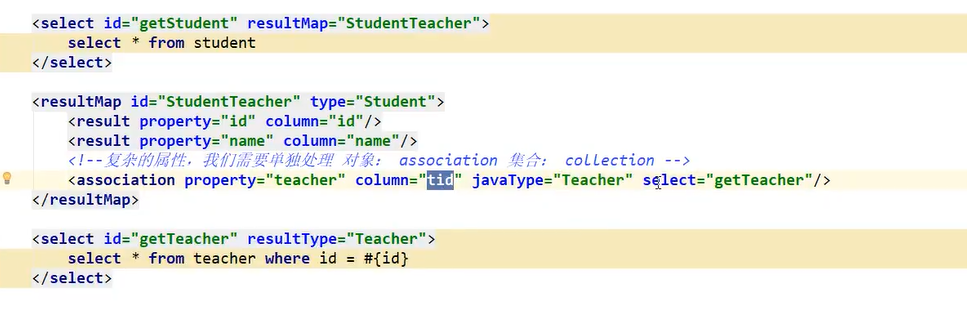 <select id="getStudent" resultMap="StudentTeacher">
select * from student
</select>
<resultMap id="StudentTeacher" type="Student">
<result property="id" column="id"/>
<result property="name" column="name"/>
<!--复杂的属性，我们需要单独处理 对象： association 集合： collection -->
<association property="teacher" column="tid" javaType="Teacher" select="getTeacher"/>
</resultMap>
<select id="getTeacher" resultType="Teacher">
select * from teacher where id = #{id}
</select>